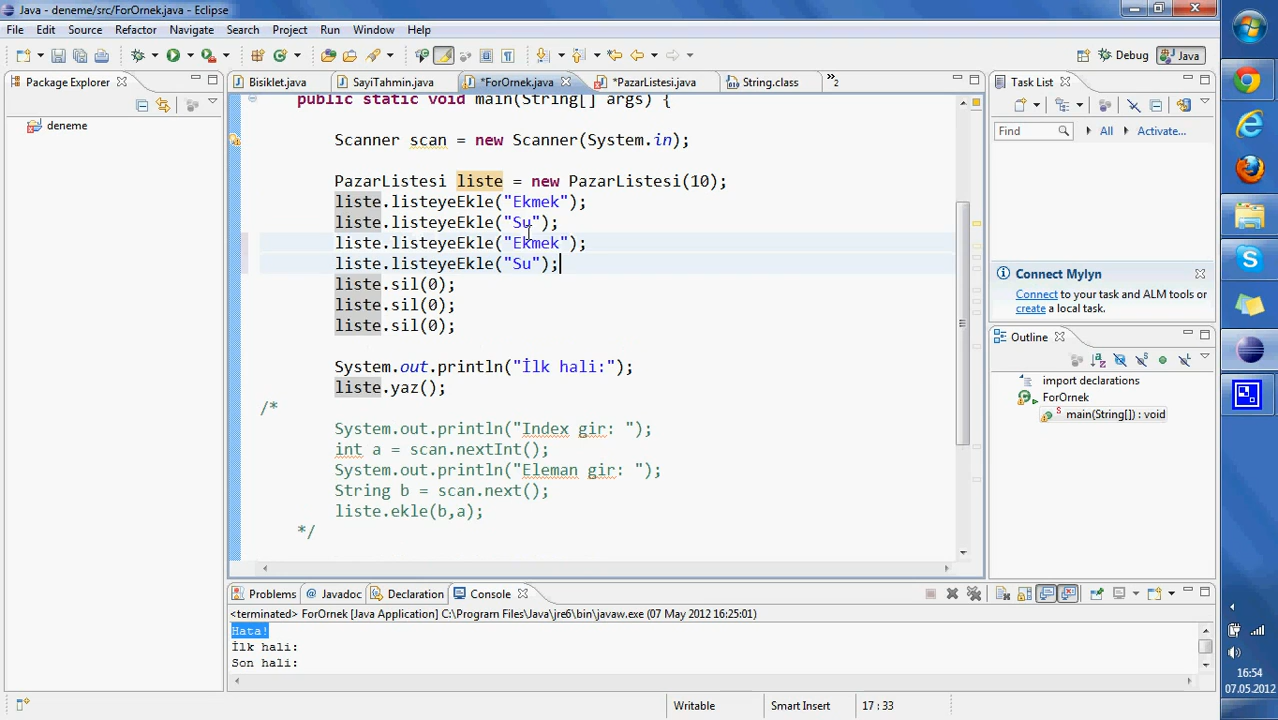 Java - deneme/src/ForOrnek.java - Eclipse
File Edit Source Refactor Navigate Search Project Run Window Help
Debug Java
Package Explorer
deneme
Bisiklet.java SayiTahmin.java *ForOrnek.java *PazarListesi.java String.class »2
public static void main(String[] args) {
Scanner scan = new Scanner(System.in);
PazarListesi liste = new PazarListesi(10);
liste.listeyeEkle("Ekmek");
liste.listeyeEkle("Su");
liste.listeyeEkle("Ekmek");
liste.listeyeEkle("Su");
liste.sil(0);
liste.sil(0);
liste.sil(0);
System.out.println("İlk hali:");
liste.yaz();
/*
System.out.println("Index gir: ");
int a = scan.nextInt();
System.out.println("Eleman gir: ");
String b = scan.next();
liste.ekle(b,a);
*/
Task List
Find All Activate...
Connect Mylyn
Connect to your task and ALM tools or
create a local task.
Outline
import declarations
ForOrnek
main(String[]) : void
Problems Javadoc Declaration Console
<terminated> ForOrnek [Java Application] C:\Program Files\Java\jre6\bin\javaw.exe (07 May 2012 16:25:01)
Hata!
İlk hali:
Son hali:
Writable Smart Insert 17 : 33
16:54
07.05.2012